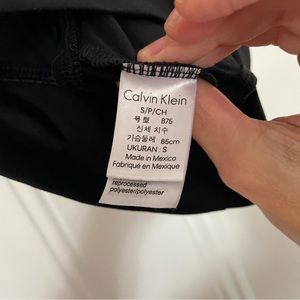 Calvin Klein
S/P/CH
B75
신체 치수
가슴둘레 85cm
UKURAN: S
Made in Mexico
Fabriqué en Mexique
reprocessed
polyester/polyester